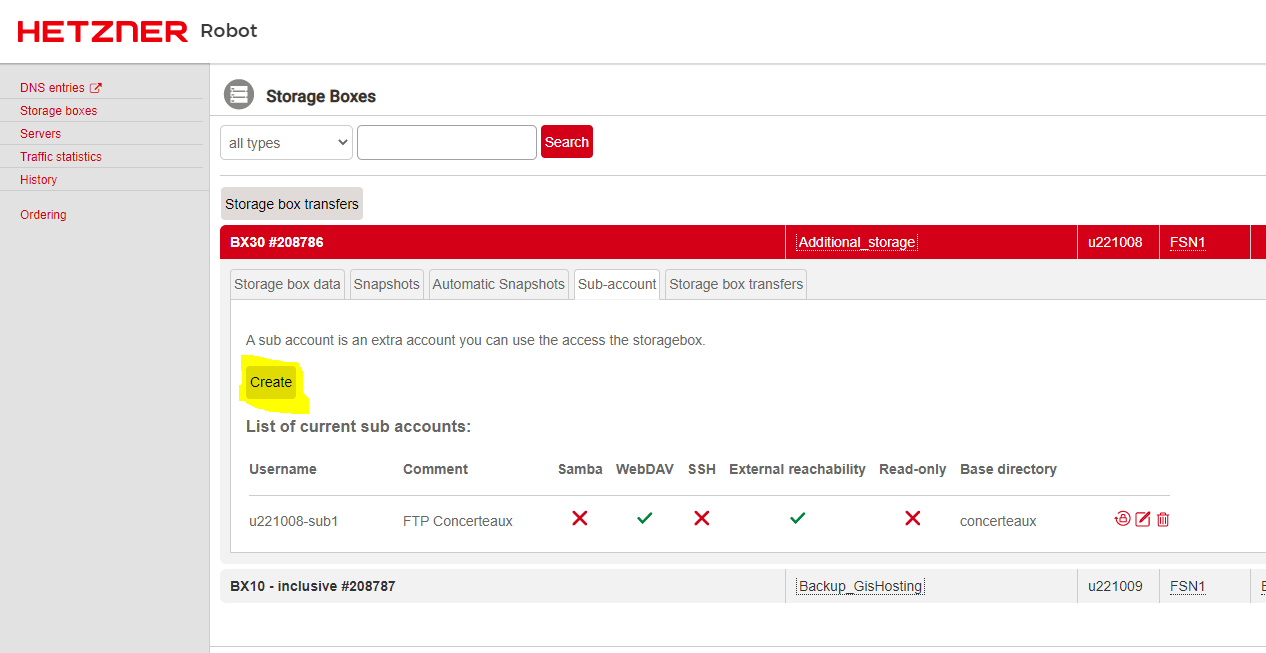 HETZNER Robot
DNS entries
Storage boxes
Servers
Traffic statistics
History
Ordering
Storage Boxes
all types Search
Storage box transfers
BX30 #208786 Additional_storage u221008 FSN1
Storage box data Snapshots Automatic Snapshots Sub-account Storage box transfers
A sub account is an extra account you can use the access the storagebox.
Create
List of current sub accounts:
Username Comment Samba WebDAV SSH External reachability Read-only Base directory
u221008-sub1 FTP Concerteaux concerteaux
BX10 - inclusive #208787 Backup_GisHosting u221009 FSN1